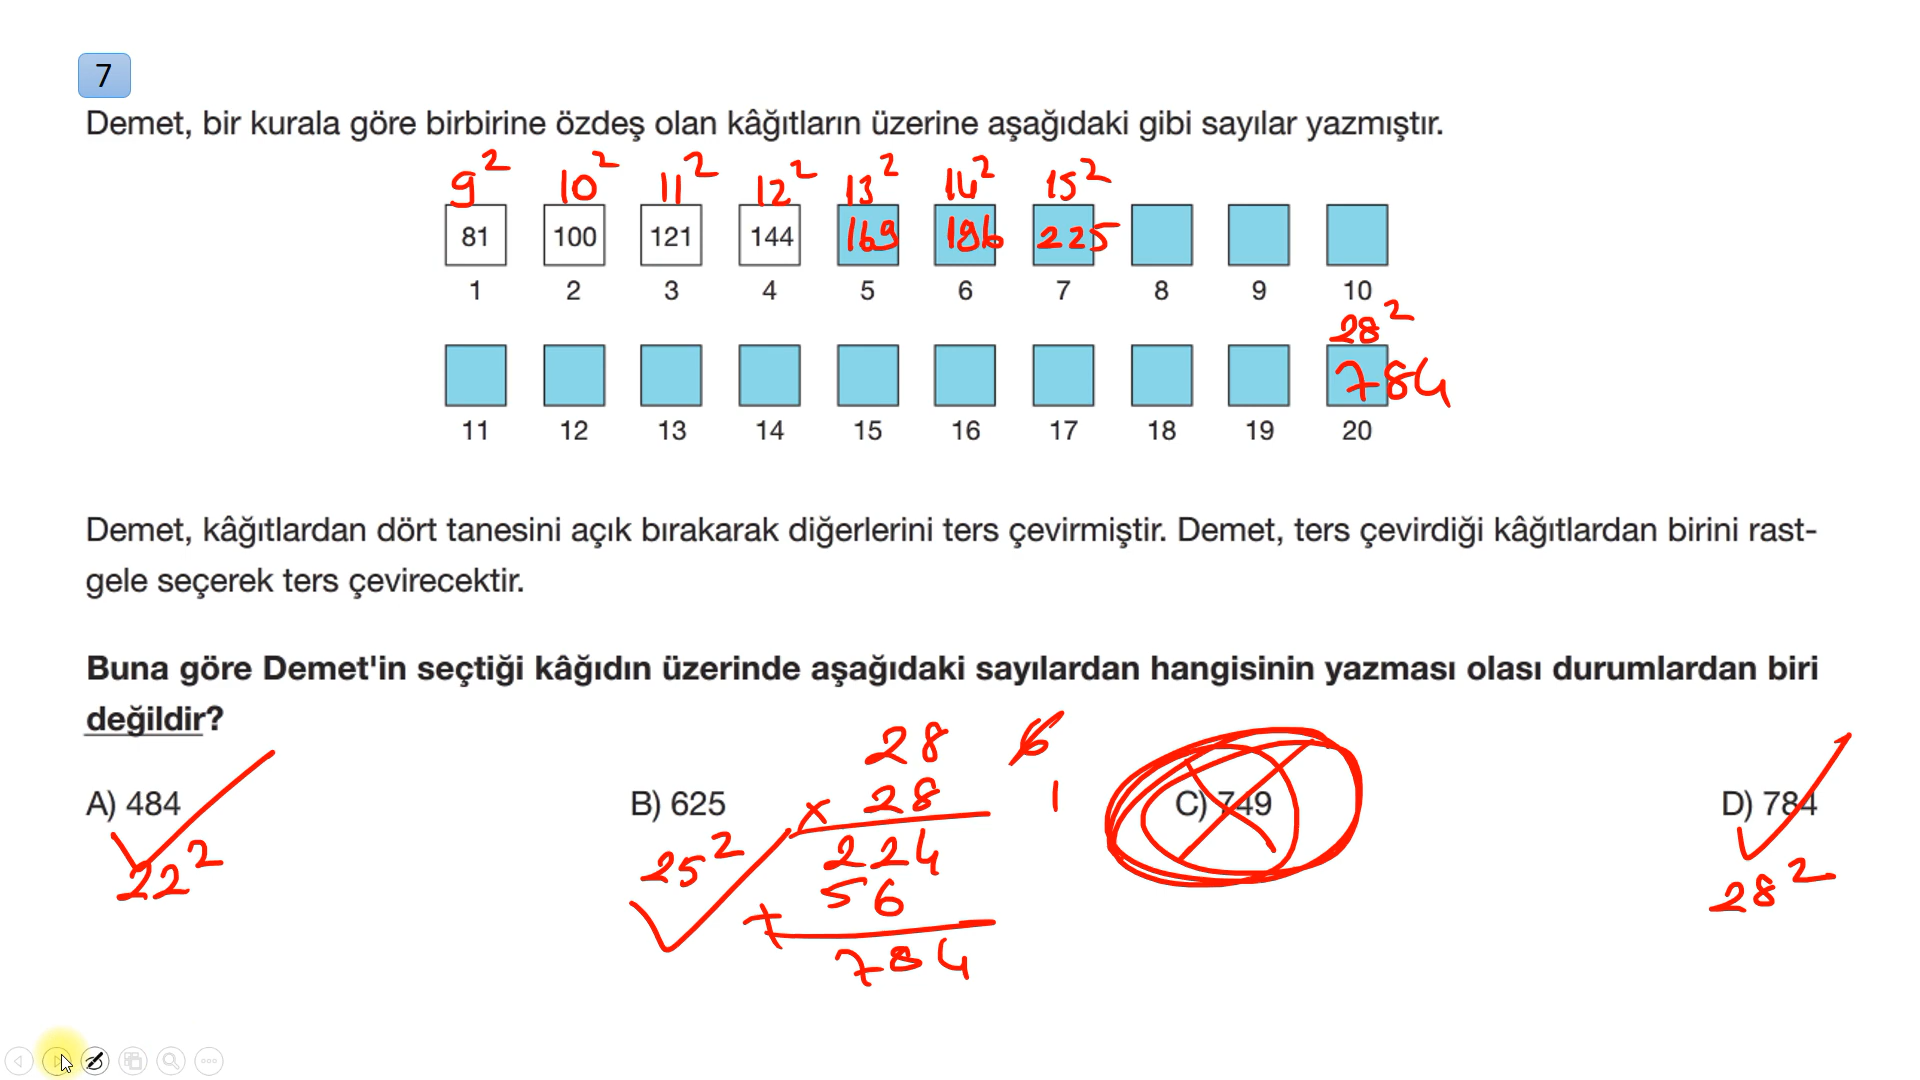 7
Demet, bir kurala göre birbirine özdeş olan kâğıtların üzerine aşağıdaki gibi sayılar yazmıştır.
9² 10² 11² 12² 13² 14² 15²
81 100 121 144 169 196 225
1 2 3 4 5 6 7 8 9 10
28²
784
11 12 13 14 15 16 17 18 19 20
Demet, kâğıtlardan dört tanesini açık bırakarak diğerlerini ters çevirmiştir. Demet, ters çevirdiği kâğıtlardan birini rast-
gele seçerek ters çevirecektir.
Buna göre Demet'in seçtiği kâğıdın üzerinde aşağıdaki sayılardan hangisinin yazması olası durumlardan biri
değildir?
28 6
x 28 1
A) 484 B) 625 C) 749 D) 784
22² 25² 28²
224
+ 56
784